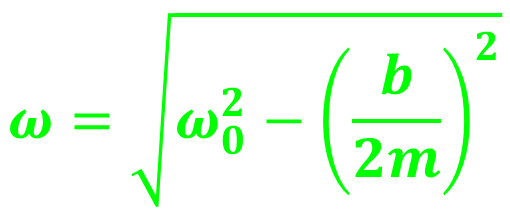 ω = √(ω₀² − (b/2m)²)